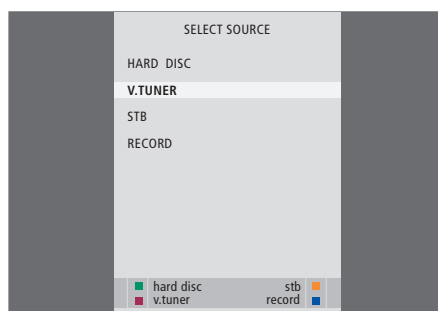 SELECT SOURCE
HARD DISC
V.TUNER
STB
RECORD
hard disc stb
v.tuner record